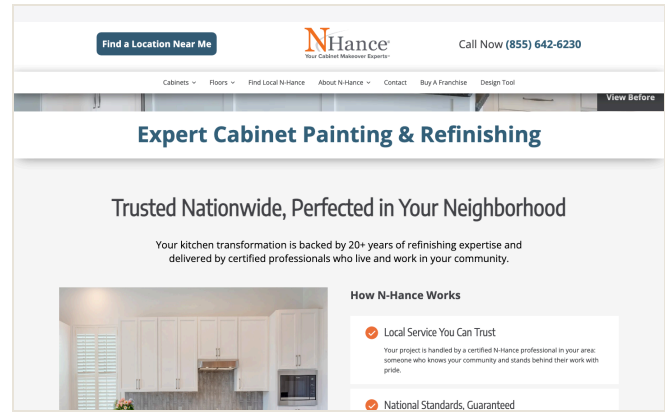 Find a Location Near Me
NHance
Your Cabinet Makeover Experts
Call Now (855) 642-6230
Cabinets
Floors
Find Local N-Hance
About N-Hance
Contact
Buy A Franchise
Design Tool
View Before
Expert Cabinet Painting & Refinishing
Trusted Nationwide, Perfected in Your Neighborhood
Your kitchen transformation is backed by 20+ years of refinishing expertise and
delivered by certified professionals who live and work in your community.
How N-Hance Works
Local Service You Can Trust
Your project is handled by a certified N-Hance professional in your area:
someone who knows your community and stands behind their work with
pride.
National Standards, Guaranteed